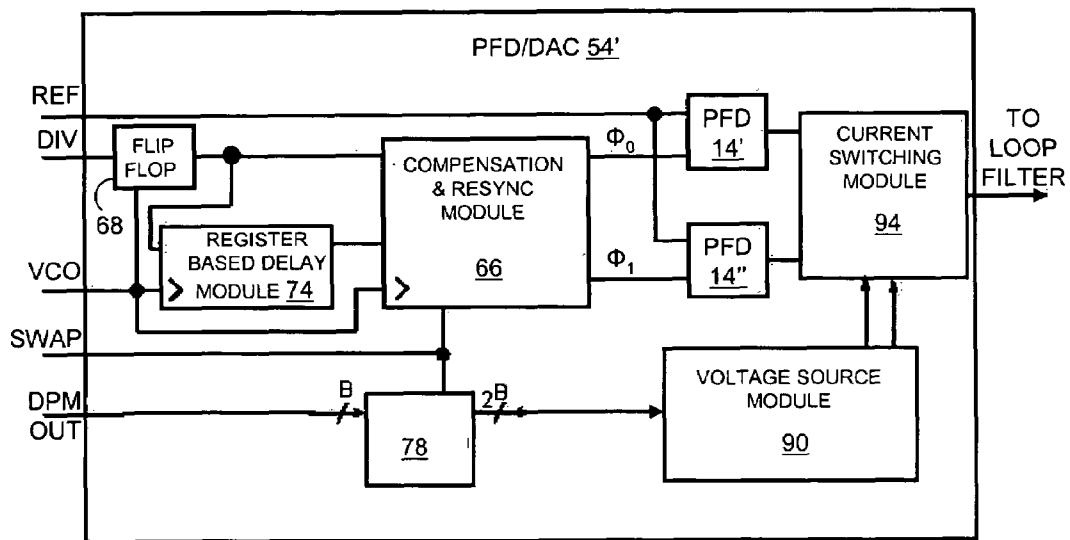 PFD/DAC 54'
REF
DIV
FLIP
FLOP
68
VCO
REGISTER
BASED DELAY
MODULE 74
COMPENSATION
& RESYNC
MODULE
66
Φ0
Φ1
PFD
14'
PFD
14"
CURRENT
SWITCHING
MODULE
94
TO
LOOP
FILTER
SWAP
DPM
OUT
B
78
2B
VOLTAGE SOURCE
MODULE
90